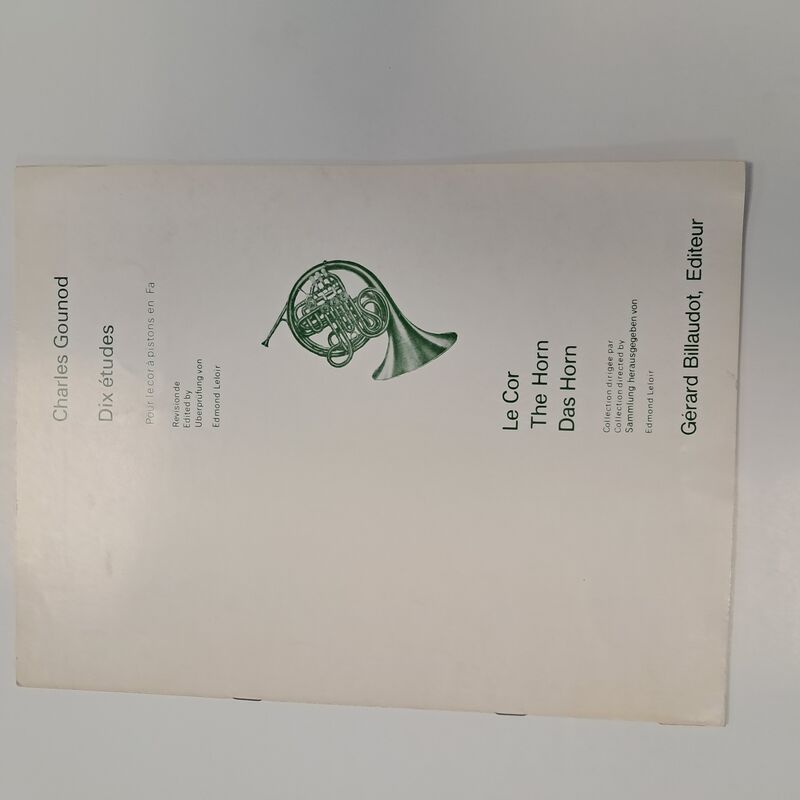 Charles Gounod
Dix études
Pour le cor à pistons en Fa
Revision de
Edited by
Überprüfung von
Edmond Leloir
Le Cor
The Horn
Das Horn
Collection dirigée par
Collection directed by
Sammlung herausgegeben von
Edmond Leloir
Gérard Billaudot, Editeur